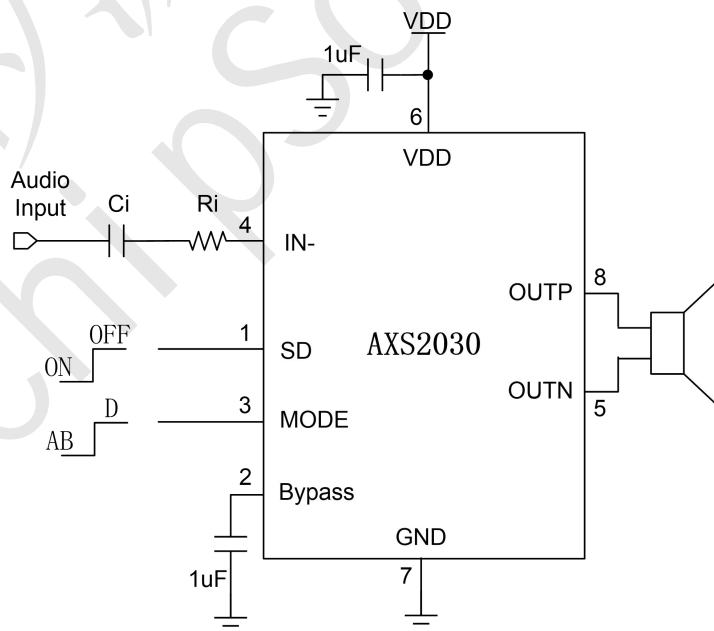 VDD
1uF
6
VDD
Audio
Input
Ci
Ri
4
IN-
8
OUTP
OFF
ON
1
SD
AXS2030
D
AB
3
MODE
OUTN
5
2
Bypass
1uF
GND
7